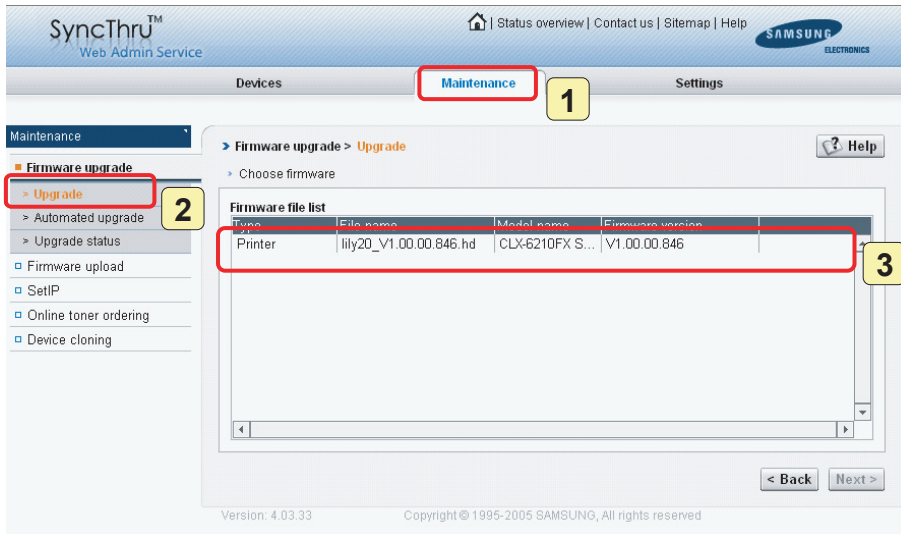 SyncThru™
Web Admin Service
Status overview | Contact us | Sitemap | Help
SAMSUNG
ELECTRONICS
Devices
Maintenance
1
Settings
Maintenance
Firmware upgrade
> Upgrade
2
> Automated upgrade
> Upgrade status
Firmware upload
SetIP
Online toner ordering
Device cloning
Firmware upgrade > Upgrade
Help
Choose firmware
Firmware file list
Type File name Model name Firmware version
Printer lily20_V1.00.00.846.hd CLX-6210FX S... V1.00.00.846
3
< Back Next >
Version: 4.03.33 Copyright © 1995-2005 SAMSUNG, All rights reserved